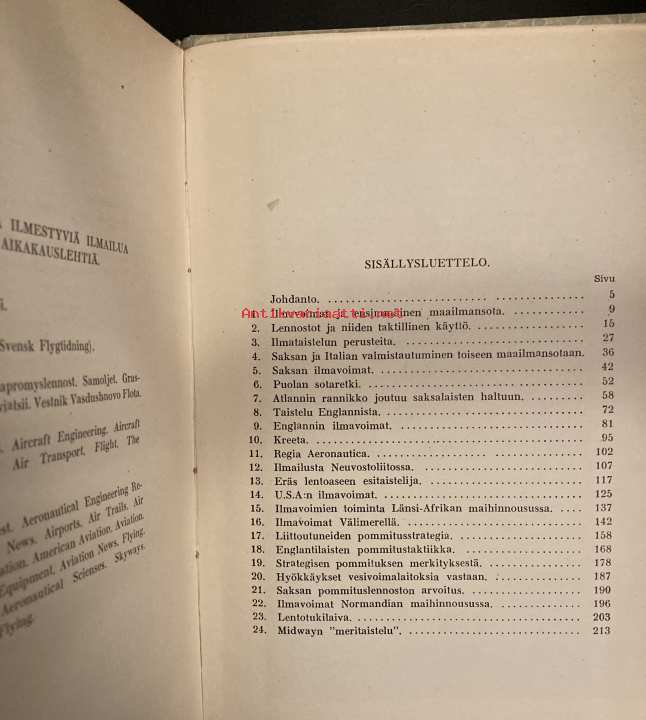 ILMESTYVIÄ ILMAILUA
AIKAKAUSLEHTIÄ.
Svensk Flygtidning).
apromyslennost. Samoljet. Gras-
Vestnik Vasdushnovo Flota.
Aircraft Engineering. Aircraft
Air Transport. Flight. The
Aeronautical Engineering Re-
News. Airports. Air Trails. Air
American Aviation. Aviation.
Equipment. Aviation News. Flying.
Aeronautical Scienses. Skyways.
Flying.
SISÄLLYSLUETTELO.
Sivu
Johdanto. 5
1. Ilmavoimat ja ensimmäinen maailmansota. 9
Antikvariaatti.net
2. Lennostot ja niiden taktillinen käyttö. 15
3. Ilmataistelun perusteita. 27
4. Saksan ja Italian valmistautuminen toiseen maailmansotaan. 36
5. Saksan ilmavoimat. 42
6. Puolan sotaretki. 52
7. Atlannin rannikko joutuu saksalaisten haltuun. 58
8. Taistelu Englannista. 72
9. Englannin ilmavoimat. 81
10. Kreeta. 95
11. Regia Aeronautica. 102
12. Ilmailusta Neuvostoliitossa. 107
13. Eräs lentoaseen esitaistelija. 117
14. U.S.A:n ilmavoimat. 125
15. Ilmavoimien toiminta Länsi-Afrikan maihinnousussa. 137
16. Ilmavoimat Välimerellä. 142
17. Liittoutuneiden pommitusstrategia. 158
18. Englantilaisten pommitustaktiikka. 168
19. Strategisen pommituksen merkityksestä. 178
20. Hyökkäykset vesivoimalaitoksia vastaan. 187
21. Saksan pommituslennoston arvoitus. 190
22. Ilmavoimat Normandian maihinnousussa. 196
23. Lentotukilaiva. 203
24. Midwayn "meritaistelu". 213